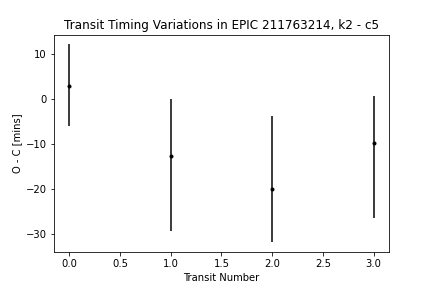 Transit Timing Variations in EPIC 211763214, k2 - c5
10
0
−10
−20
−30
O - C [mins]
0.0 0.5 1.0 1.5 2.0 2.5 3.0
Transit Number